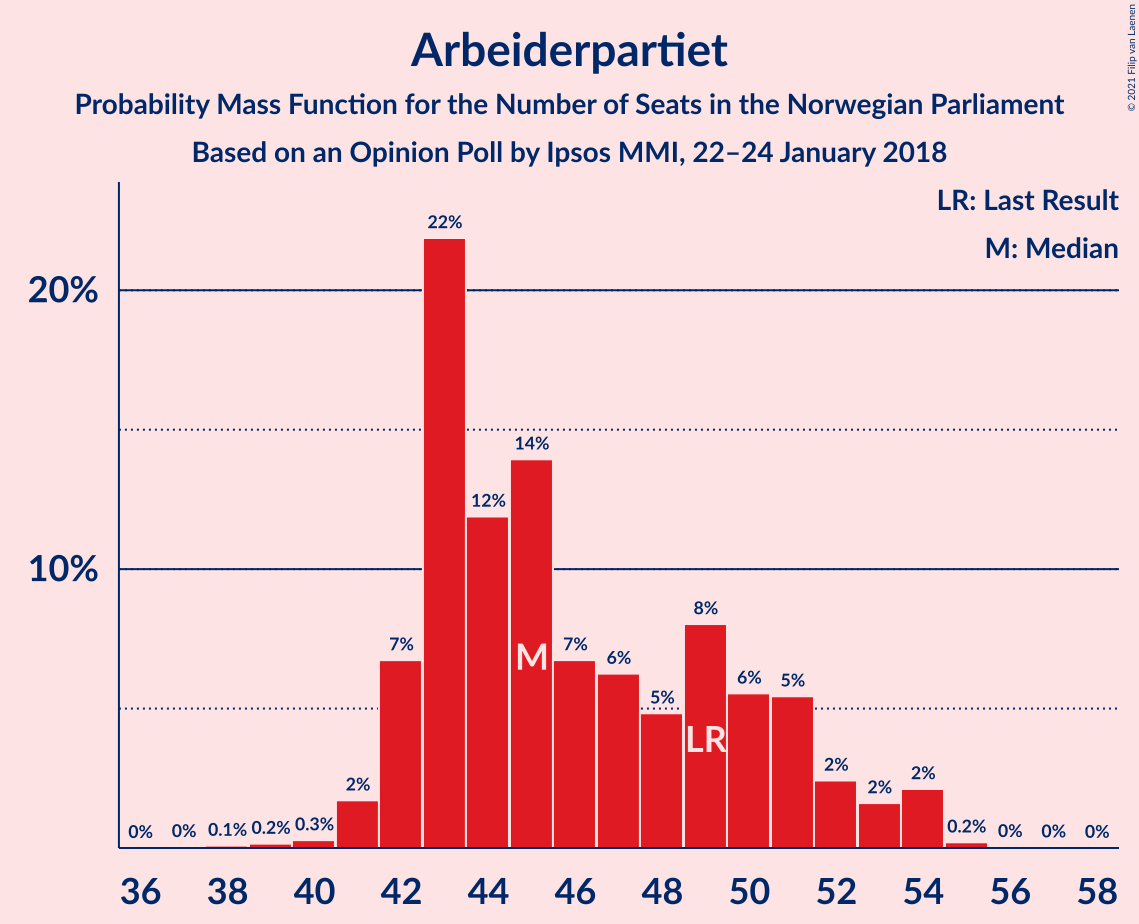 Arbeiderpartiet
Probability Mass Function for the Number of Seats in the Norwegian Parliament
Based on an Opinion Poll by Ipsos MMI, 22–24 January 2018
© 2021 Filip van Laenen
LR: Last Result
M: Median
20%
10%
0% 0% 0.1% 0.2% 0.3% 2% 7% 22% 12% 14% 7% 6% 5% 8% 6% 5% 2% 2% 2% 0.2% 0% 0% 0%
M
LR
36 38 40 42 44 46 48 50 52 54 56 58